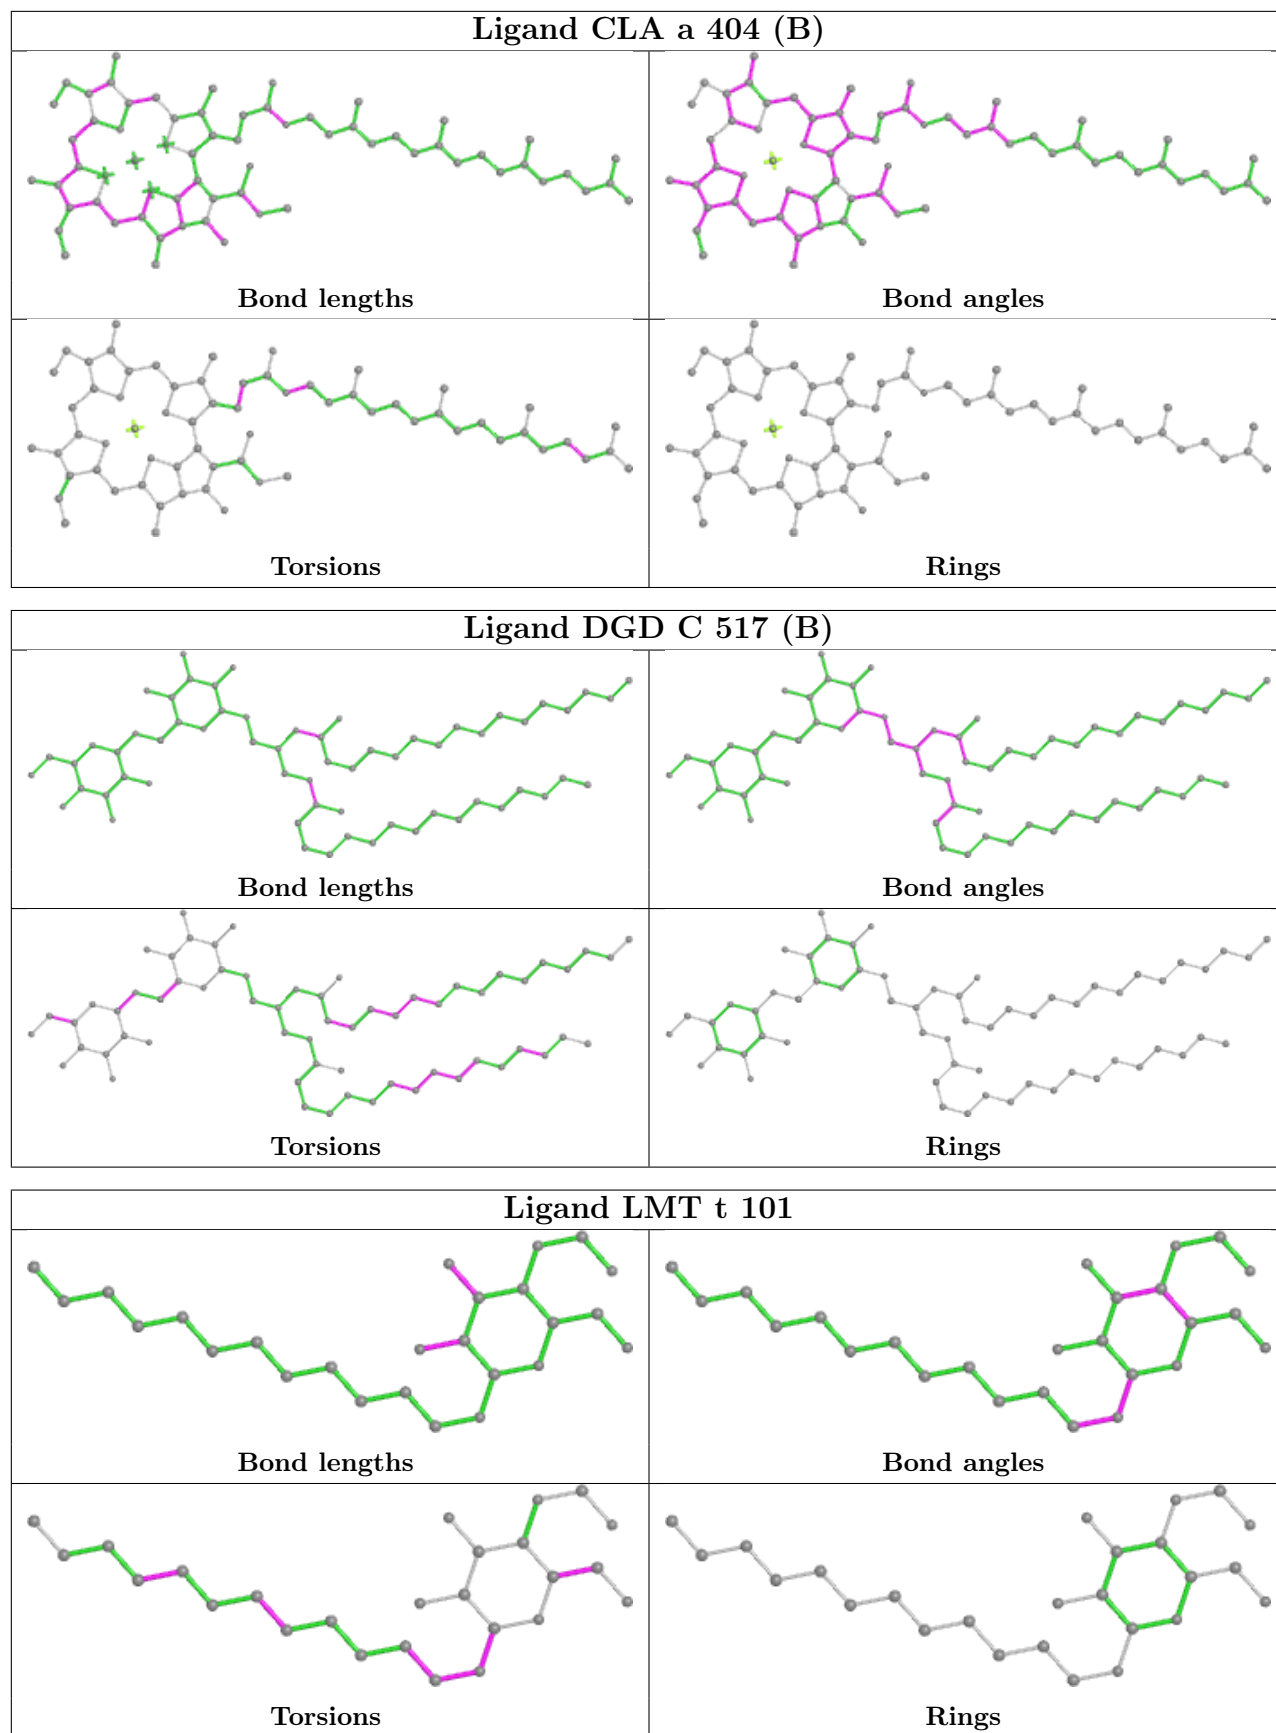 Ligand CLA a 404 (B)
Bond lengths
Bond angles
Torsions
Rings
Ligand DGD C 517 (B)
Bond lengths
Bond angles
Torsions
Rings
Ligand LMT t 101
Bond lengths
Bond angles
Torsions
Rings